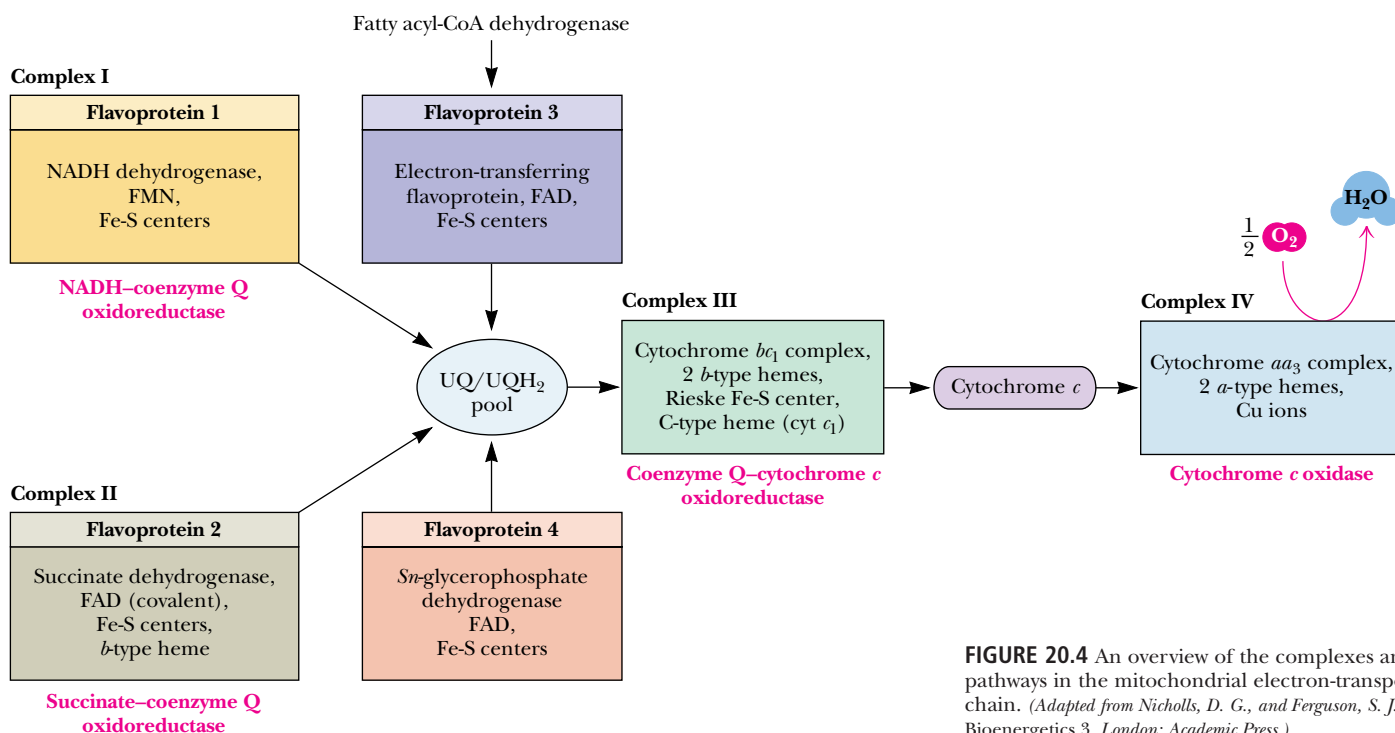 Fatty acyl-CoA dehydrogenase
Complex I
Flavoprotein 1
NADH dehydrogenase,
FMN,
Fe-S centers
NADH–coenzyme Q
oxidoreductase
Flavoprotein 3
Electron-transferring
flavoprotein, FAD,
Fe-S centers
UQ/UQH₂
pool
Complex II
Flavoprotein 2
Succinate dehydrogenase,
FAD (covalent),
Fe-S centers,
b-type heme
Succinate–coenzyme Q
oxidoreductase
Flavoprotein 4
Sn-glycerophosphate
dehydrogenase
FAD,
Fe-S centers
Complex III
Cytochrome bc₁ complex,
2 b-type hemes,
Rieske Fe-S center,
C-type heme (cyt c₁)
Coenzyme Q–cytochrome c
oxidoreductase
Cytochrome c
1/2 O₂
H₂O
Complex IV
Cytochrome aa₃ complex,
2 a-type hemes,
Cu ions
Cytochrome c oxidase
FIGURE 20.4 An overview of the complexes an
pathways in the mitochondrial electron-transp
chain. (Adapted from Nicholls, D. G., and Ferguson, S. J.
Bioenergetics 3. London: Academic Press.)